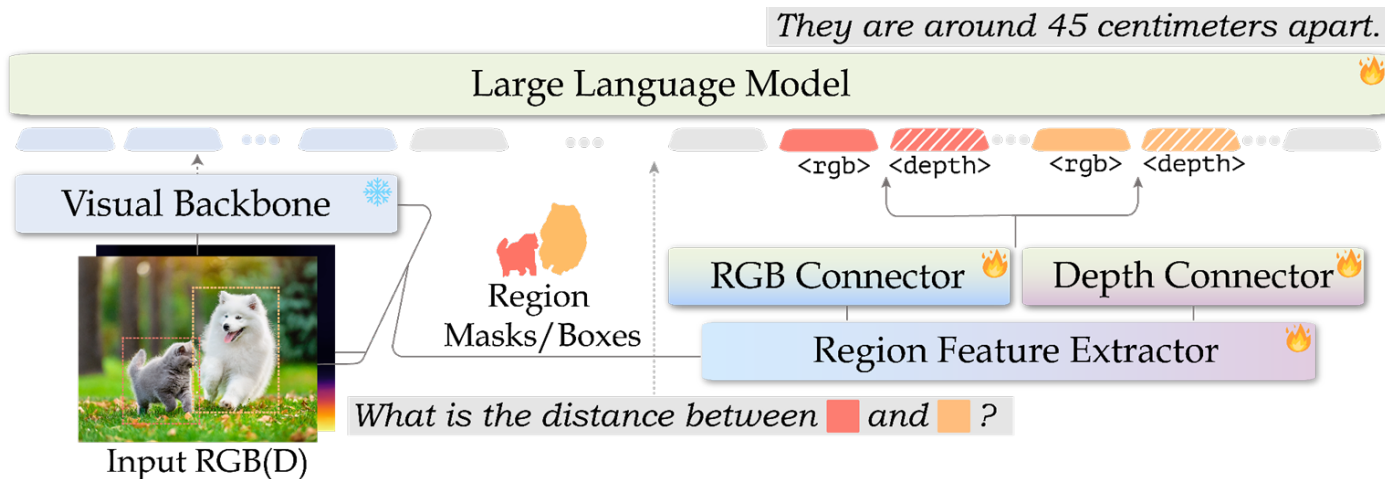 They are around 45 centimeters apart.
Large Language Model
<rgb> <depth> <rgb> <depth>
Visual Backbone
RGB Connector
Depth Connector
Region
Masks/Boxes
Region Feature Extractor
What is the distance between and ?
Input RGB(D)